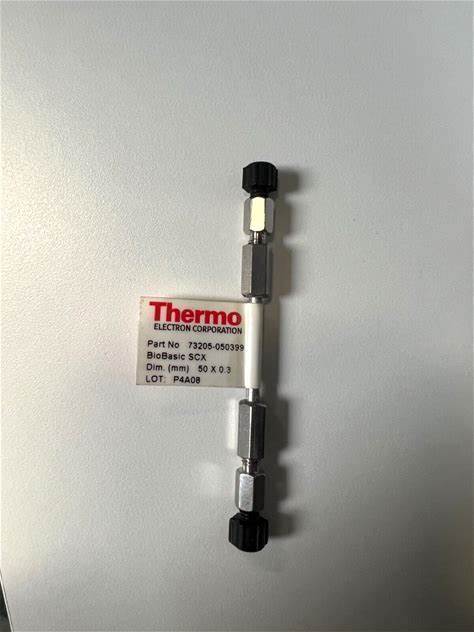 Thermo
ELECTRON CORPORATION
Part No 73205-050399
BioBasic SCX
Dim. (mm) 50 X 0.3
LOT: P4A08